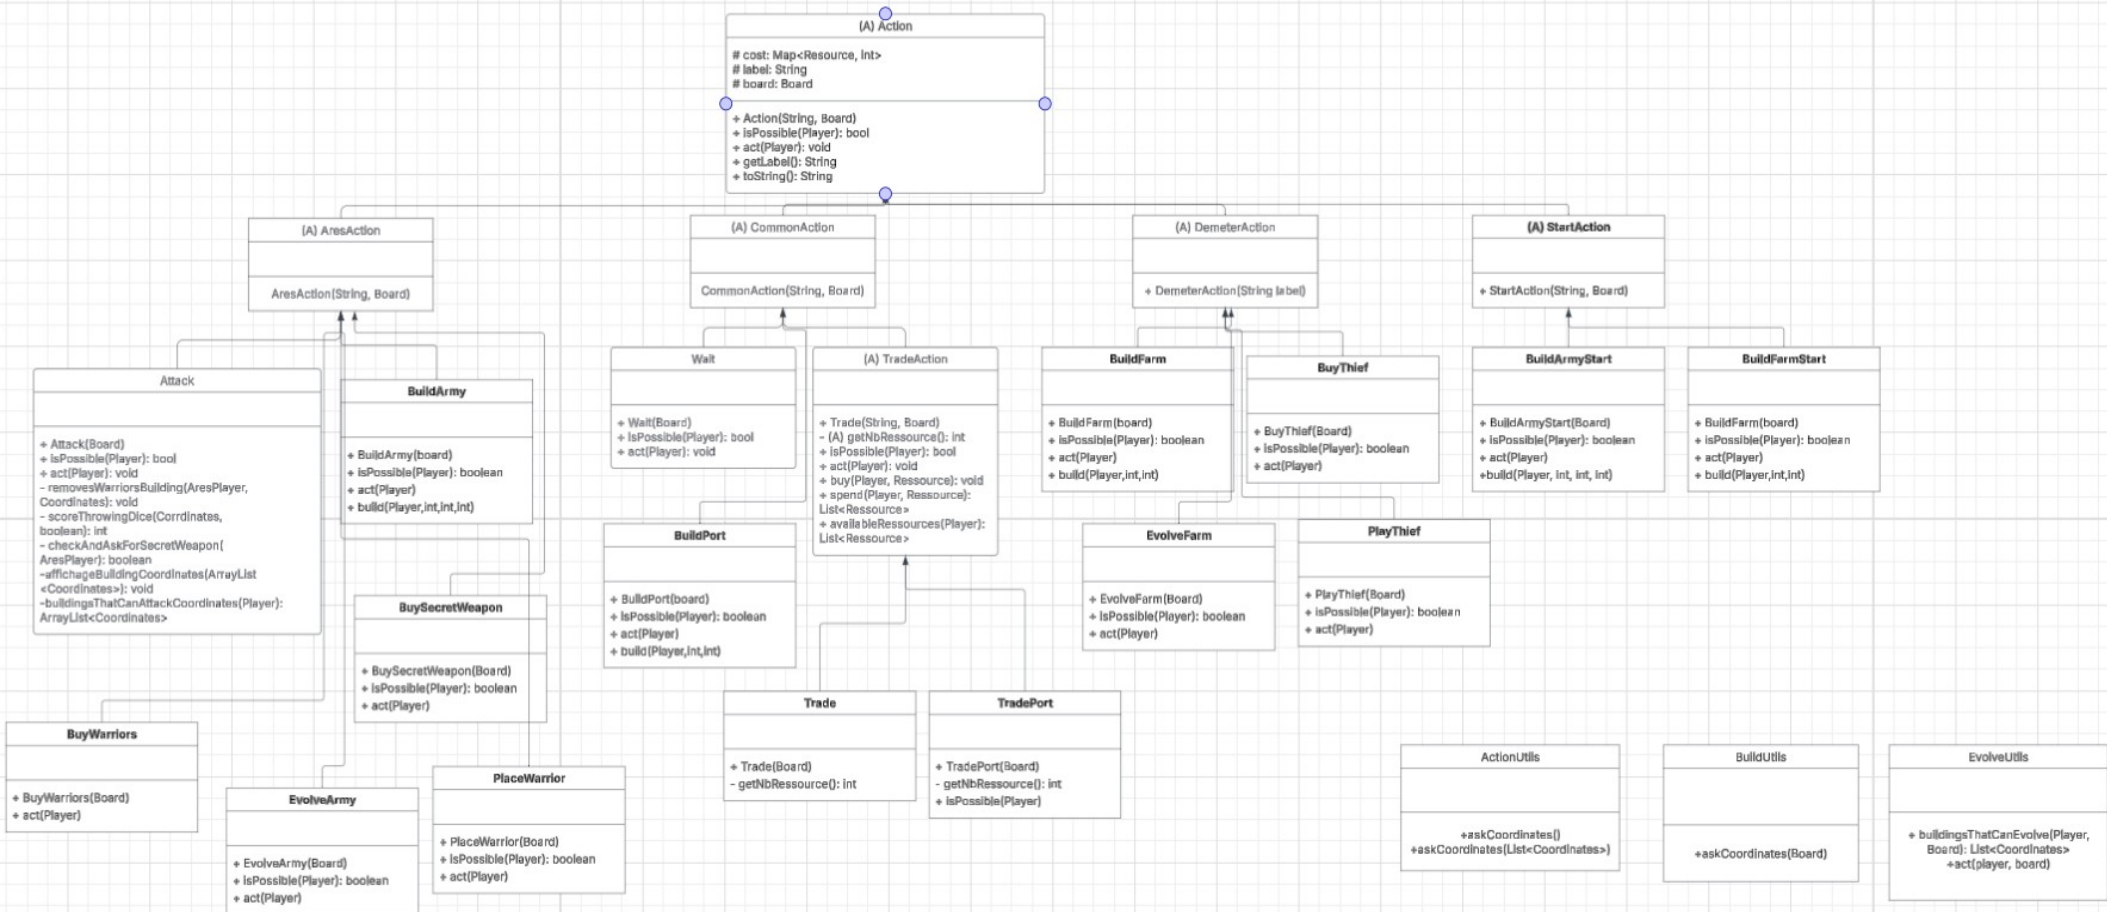 (A) Action
# cost: Map<Resource, int>
# label: String
# board: Board
+ Action(String, Board)
+ isPossible(Player): bool
+ act(Player): void
+ getLabel(): String
+ toString(): String
(A) AresAction
AresAction(String, Board)
(A) CommonAction
CommonAction(String, Board)
(A) DemeterAction
+ DemeterAction(String label)
(A) StartAction
+ StartAction(String, Board)
Attack
+ Attack(Board)
+ isPossible(Player): bool
+ act(Player): void
- removesWarriorsBuilding(AresPlayer,
Coordinates): void
- scoreThrowingDice(Corrdinates,
boolean): int
- checkAndAskForSecretWeapon(
AresPlayer): boolean
-affichageBuildingCoordinates(ArrayList
<Coordinates>): void
-buildingsThatCanAttackCoordinates(Player):
ArrayList<Coordinates>
BuildArmy
+ BuildArmy(board)
+ isPossible(Player): boolean
+ act(Player)
+ build(Player,int,int,int)
Wait
+ Wait(Board)
+ isPossible(Player): bool
+ act(Player): void
(A) TradeAction
+ Trade(String, Board)
- (A) getNbRessource(): int
+ isPossible(Player): bool
+ act(Player): void
+ buy(Player, Ressource): void
+ spend(Player, Ressource):
List<Ressource>
+ availableRessources(Player):
List<Ressource>
BuildFarm
+ BuildFarm(board)
+ isPossible(Player): boolean
+ act(Player)
+ build(Player,int,int)
BuyThief
+ BuyThief(Board)
+ isPossible(Player): boolean
+ act(Player)
BuildArmyStart
+ BuildArmyStart(Board)
+ isPossible(Player): boolean
+ act(Player)
+build(Player, int, int, int)
BuildFarmStart
+ BuildFarm(board)
+ isPossible(Player): boolean
+ act(Player)
+ build(Player,int,int)
BuildPort
+ BuildPort(board)
+ isPossible(Player): boolean
+ act(Player)
+ build(Player,int,int)
EvolveFarm
+ EvolveFarm(Board)
+ isPossible(Player): boolean
+ act(Player)
PlayThief
+ PlayThief(Board)
+ isPossible(Player): boolean
+ act(Player)
BuySecretWeapon
+ BuySecretWeapon(Board)
+ isPossible(Player): boolean
+ act(Player)
Trade
+ Trade(Board)
- getNbRessource(): int
TradePort
+ TradePort(Board)
- getNbRessource(): int
+ isPossible(Player)
BuyWarriors
+ BuyWarriors(Board)
+ act(Player)
EvolveArmy
+ EvolveArmy(Board)
+ isPossible(Player): boolean
+ act(Player)
PlaceWarrior
+ PlaceWarrior(Board)
+ isPossible(Player): boolean
+ act(Player)
ActionUtils
+askCoordinates()
+askCoordinates(List<Coordinates>)
BuildUtils
+askCoordinates(Board)
EvolveUtils
+ buildingsThatCanEvolve(Player,
Board): List<Coordinates>
+act(player, board)